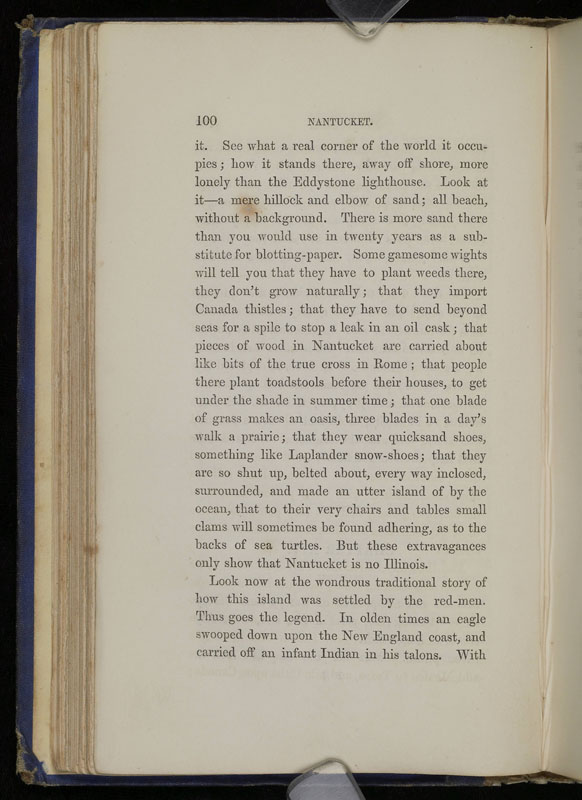 100 NANTUCKET.
it. See what a real corner of the world it occu-
pies; how it stands there, away off shore, more
lonely than the Eddystone lighthouse. Look at
it—a mere hillock and elbow of sand; all beach,
without a background. There is more sand there
than you would use in twenty years as a sub-
stitute for blotting-paper. Some gamesome wights
will tell you that they have to plant weeds there,
they don't grow naturally; that they import
Canada thistles; that they have to send beyond
seas for a spile to stop a leak in an oil cask; that
pieces of wood in Nantucket are carried about
like bits of the true cross in Rome; that people
there plant toadstools before their houses, to get
under the shade in summer time; that one blade
of grass makes an oasis, three blades in a day's
walk a prairie; that they wear quicksand shoes,
something like Laplander snow-shoes; that they
are so shut up, belted about, every way inclosed,
surrounded, and made an utter island of by the
ocean, that to their very chairs and tables small
clams will sometimes be found adhering, as to the
backs of sea turtles. But these extravagances
only show that Nantucket is no Illinois.
Look now at the wondrous traditional story of
how this island was settled by the red-men.
Thus goes the legend. In olden times an eagle
swooped down upon the New England coast, and
carried off an infant Indian in his talons. With